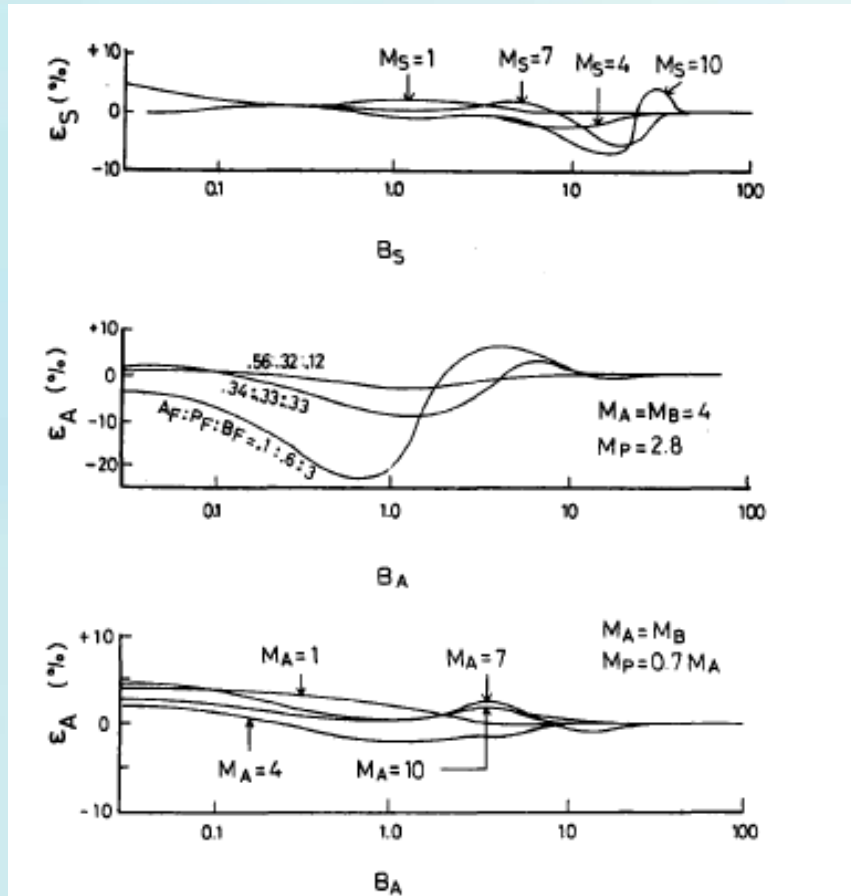 +10
0
-10
εS (%)
MS=1
MS=7
MS=4
MS=10
0.1
1.0
10
100
BS
+10
0
-10
-20
εA (%)
.56:.32:.12
.34:.33:.33
AF:PF:BF=.1:.6:.3
MA=MB=4
MP=2.8
0.1
1.0
10
100
BA
+10
0
-10
εA (%)
MA=1
MA=7
MA=MB
MP=0.7MA
MA=4
MA=10
0.1
1.0
10
100
BA